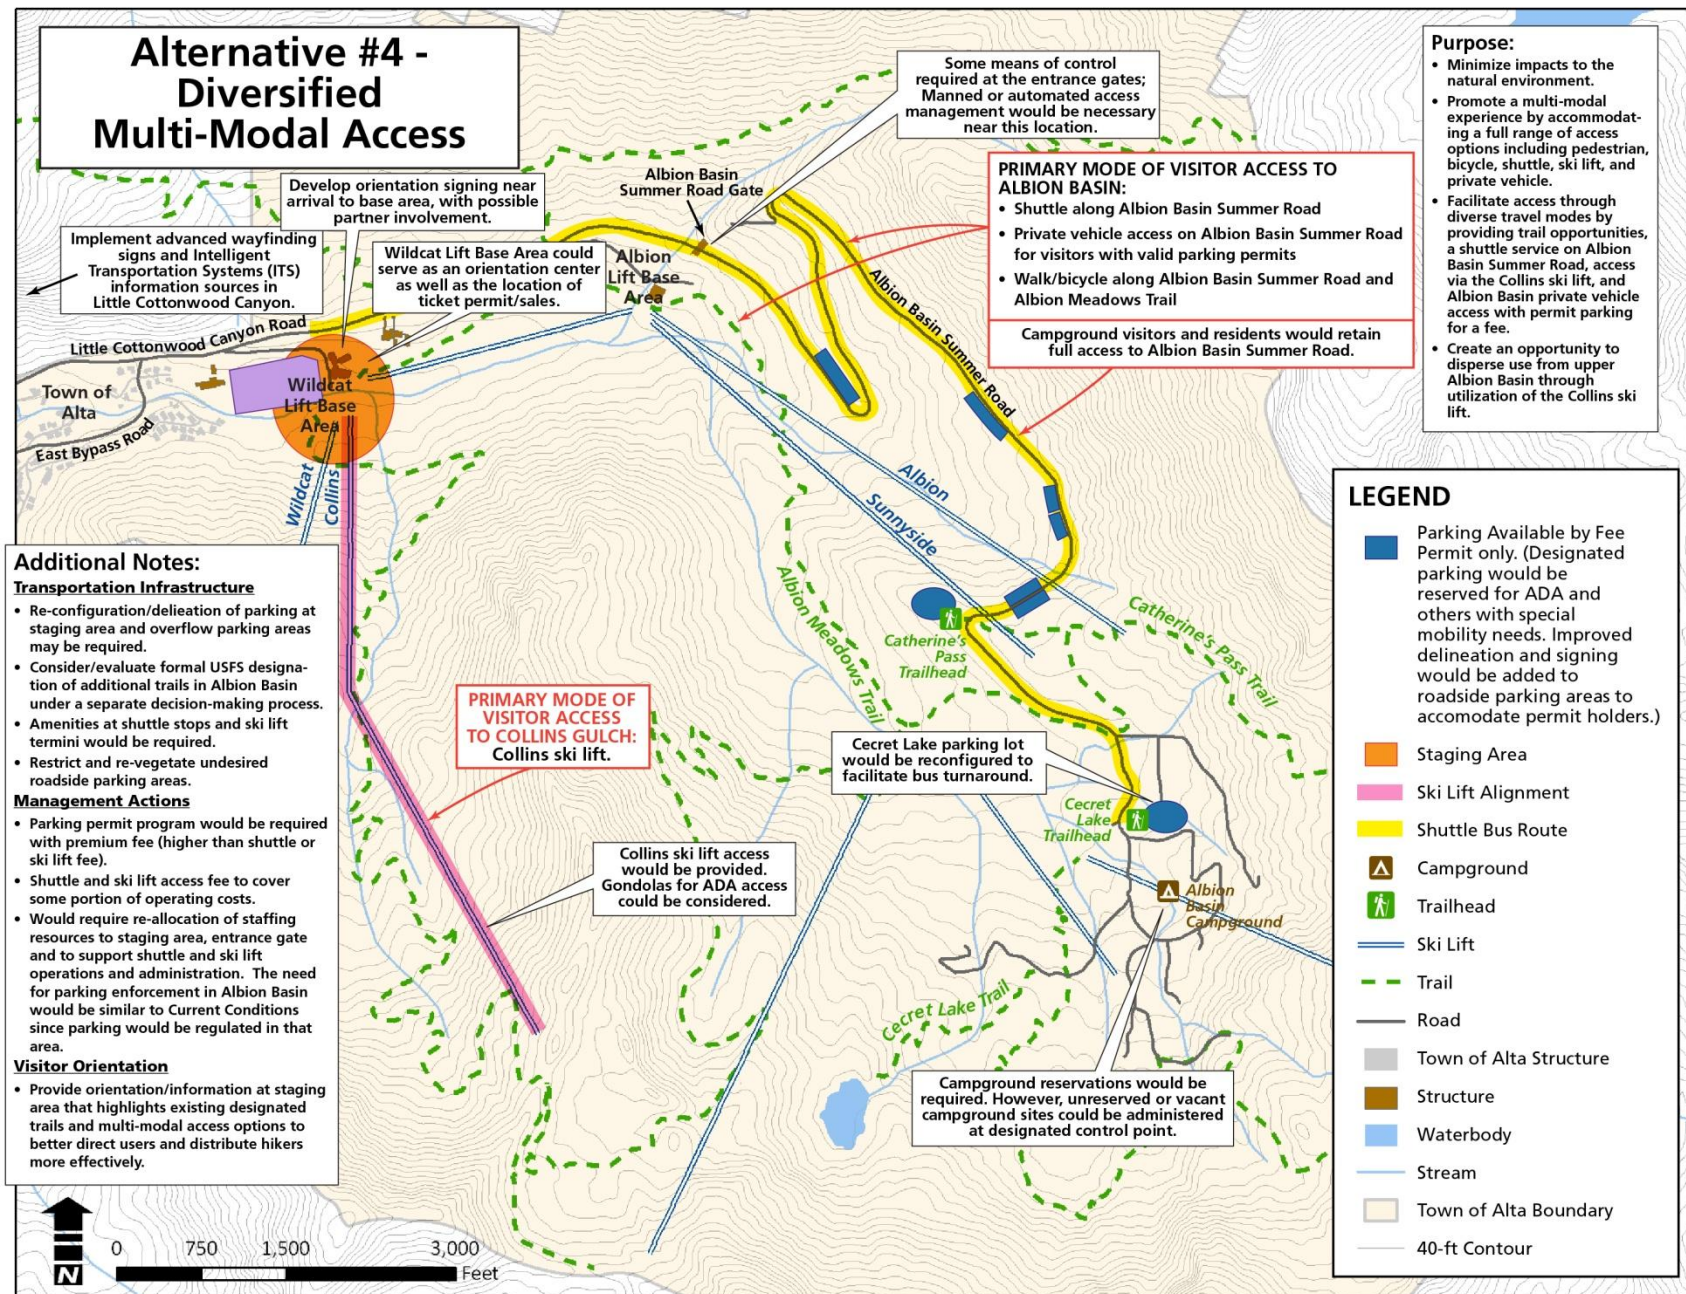 Alternative #4 -
Diversified
Multi-Modal Access
Some means of control
required at the entrance gates;
Manned or automated access
management would be necessary
near this location.
Purpose:
• Minimize impacts to the
natural environment.
• Promote a multi-modal
experience by accommodat-
ing a full range of access
options including pedestrian,
bicycle, shuttle, ski lift, and
private vehicle.
• Facilitate access through
diverse travel modes by
providing trail opportunities,
a shuttle service on Albion
Basin Summer Road, access
via the Collins ski lift, and
Albion Basin private vehicle
access with permit parking
for a fee.
• Create an opportunity to
disperse use from upper
Albion Basin through
utilization of the Collins ski
lift.
PRIMARY MODE OF VISITOR ACCESS TO
ALBION BASIN:
• Shuttle along Albion Basin Summer Road
• Private vehicle access on Albion Basin Summer Road
for visitors with valid parking permits
• Walk/bicycle along Albion Basin Summer Road and
Albion Meadows Trail
Campground visitors and residents would retain
full access to Albion Basin Summer Road.
Develop orientation signing near
arrival to base area, with possible
partner involvement.
Albion Basin
Summer Road Gate
Implement advanced wayfinding
signs and Intelligent
Transportation Systems (ITS)
information sources in
Little Cottonwood Canyon.
Wildcat Lift Base Area could
serve as an orientation center
as well as the location of
ticket permit/sales.
Albion
Lift Base
Area
Albion Basin Summer Road
Little Cottonwood Canyon Road
Town of
Alta
Wildcat
Lift Base
Area
East Bypass Road
Wildcat
Collins
Albion
Sunnyside
Albion Meadows Trail
Catherine's
Pass
Trailhead
Catherine's Pass Trail
Additional Notes:
Transportation Infrastructure
• Re-configuration/delieation of parking at
staging area and overflow parking areas
may be required.
• Consider/evaluate formal USFS designa-
tion of additional trails in Albion Basin
under a separate decision-making process.
• Amenities at shuttle stops and ski lift
termini would be required.
• Restrict and re-vegetate undesired
roadside parking areas.
Management Actions
• Parking permit program would be required
with premium fee (higher than shuttle or
ski lift fee).
• Shuttle and ski lift access fee to cover
some portion of operating costs.
• Would require re-allocation of staffing
resources to staging area, entrance gate
and to support shuttle and ski lift
operations and administration. The need
for parking enforcement in Albion Basin
would be similar to Current Conditions
since parking would be regulated in that
area.
Visitor Orientation
• Provide orientation/information at staging
area that highlights existing designated
trails and multi-modal access options to
better direct users and distribute hikers
more effectively.
PRIMARY MODE OF
VISITOR ACCESS
TO COLLINS GULCH:
Collins ski lift.
Cecret Lake parking lot
would be reconfigured to
facilitate bus turnaround.
Cecret
Lake
Trailhead
Collins ski lift access
would be provided.
Gondolas for ADA access
could be considered.
Albion
Basin
Campground
Cecret Lake Trail
Campground reservations would be
required. However, unreserved or vacant
campground sites could be administered
at designated control point.
LEGEND
Parking Available by Fee
Permit only. (Designated
parking would be
reserved for ADA and
others with special
mobility needs. Improved
delineation and signing
would be added to
roadside parking areas to
accomodate permit holders.)
Staging Area
Ski Lift Alignment
Shuttle Bus Route
Campground
Trailhead
Ski Lift
Trail
Road
Town of Alta Structure
Structure
Waterbody
Stream
Town of Alta Boundary
40-ft Contour
N
0 750 1,500 3,000
Feet